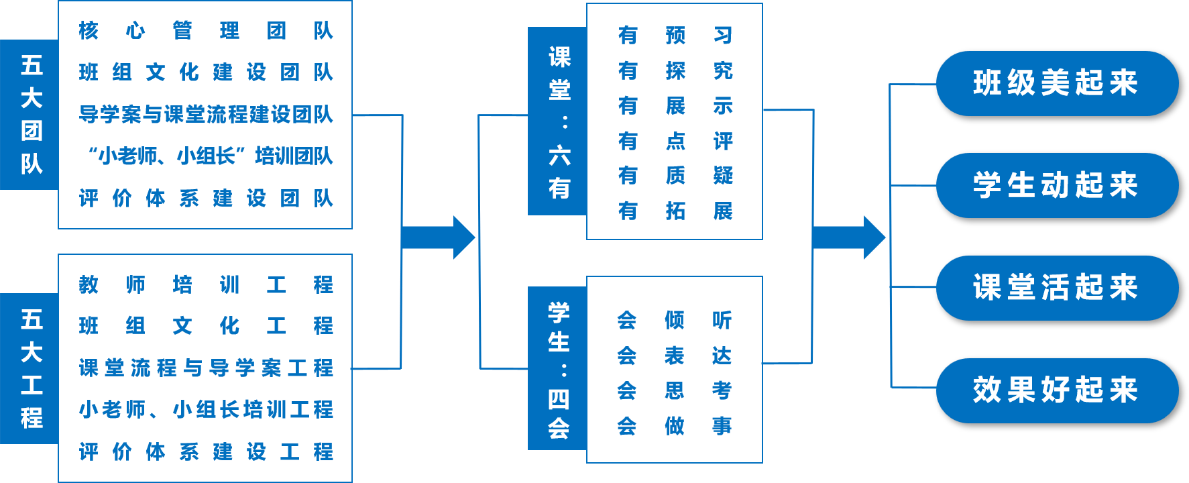 五大团队
核心管理团队
班组文化建设团队
导学案与课堂流程建设团队
“小老师、小组长”培训团队
评价体系建设团队
五大工程
教师培训工程
班组文化工程
课堂流程与导学案工程
小老师、小组长培训工程
评价体系建设工程
课堂：六有
有预习
有探究
有展示
有点评
有质疑
有拓展
学生：四会
会倾听
会表达
会思考
会做事
班级美起来
学生动起来
课堂活起来
效果好起来